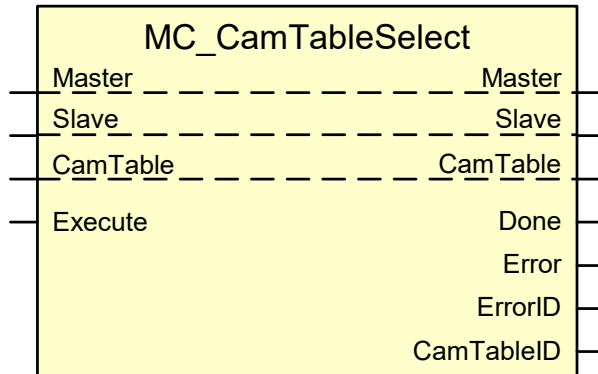 MC_CamTableSelect
Master Master
Slave Slave
CamTable CamTable
Execute Done
Error
ErrorID
CamTableID